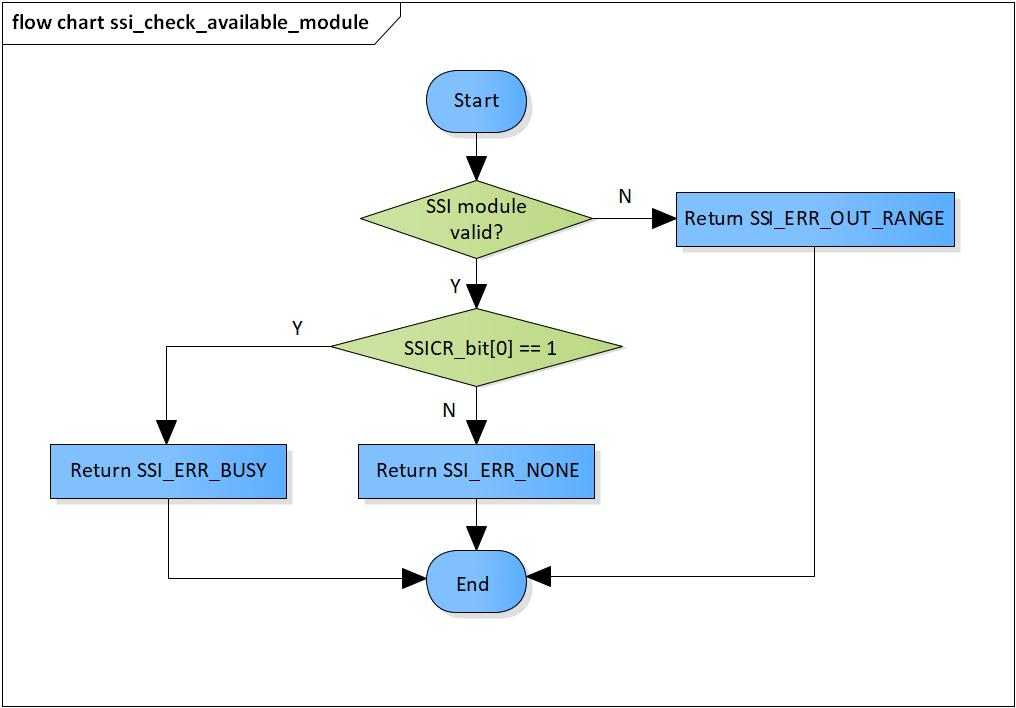 flow chart ssi_check_available_module
Start
SSI module
valid?
N
Return SSI_ERR_OUT_RANGE
Y
Y
SSICR_bit[0] == 1
N
Return SSI_ERR_BUSY
Return SSI_ERR_NONE
End